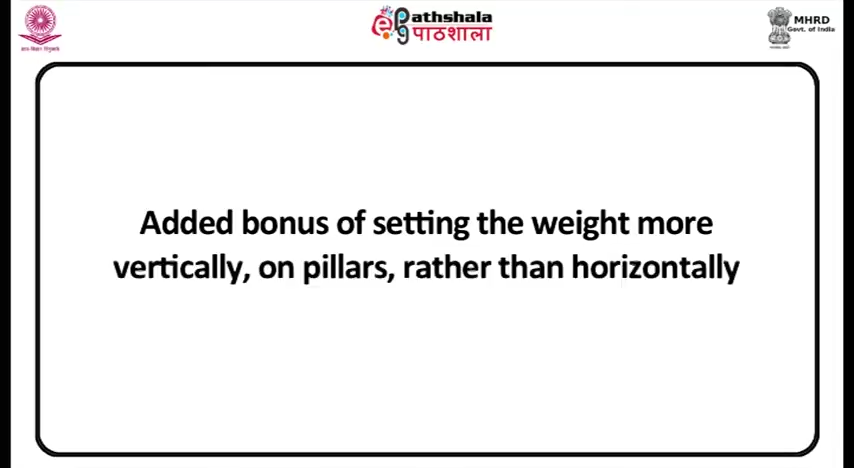 ePathshala
पाठशाला
MHRD
Govt. of India
Added bonus of setting the weight more
vertically, on pillars, rather than horizontally